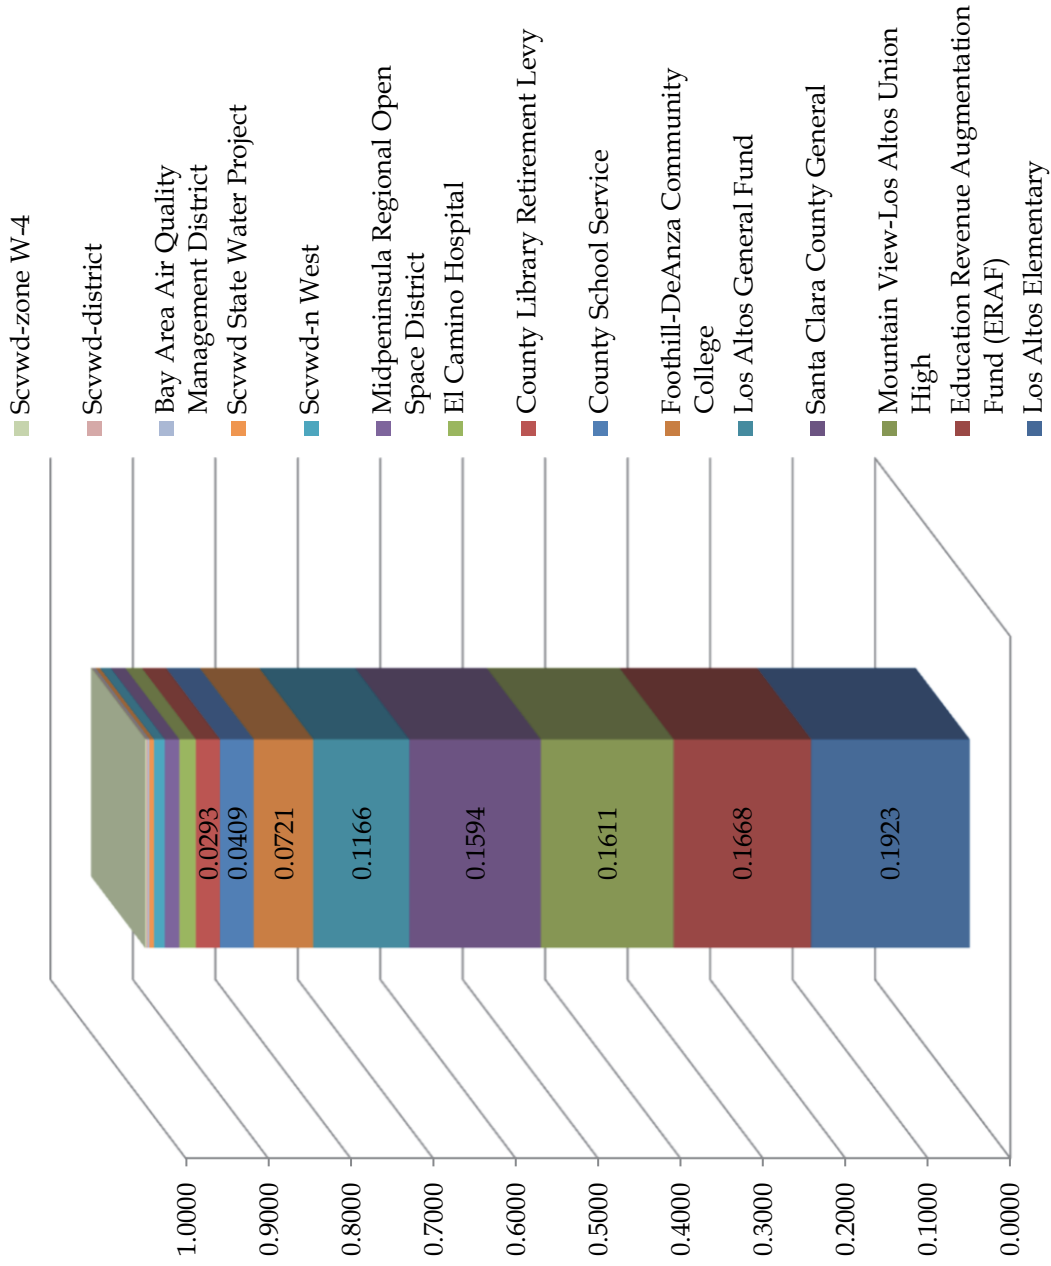 1.0000
0.9000
0.8000
0.7000
0.6000
0.5000
0.4000
0.3000
0.2000
0.1000
0.0000
0.0293
0.0409
0.0721
0.1166
0.1594
0.1611
0.1668
0.1923
Scvwd-zone W-4
Scvwd-district
Bay Area Air Quality
Management District
Scvwd State Water Project
Scvwd-n West
Midpeninsula Regional Open
Space District
El Camino Hospital
County Library Retirement Levy
County School Service
Foothill-DeAnza Community
College
Los Altos General Fund
Santa Clara County General
Mountain View-Los Altos Union
High
Education Revenue Augmentation
Fund (ERAF)
Los Altos Elementary